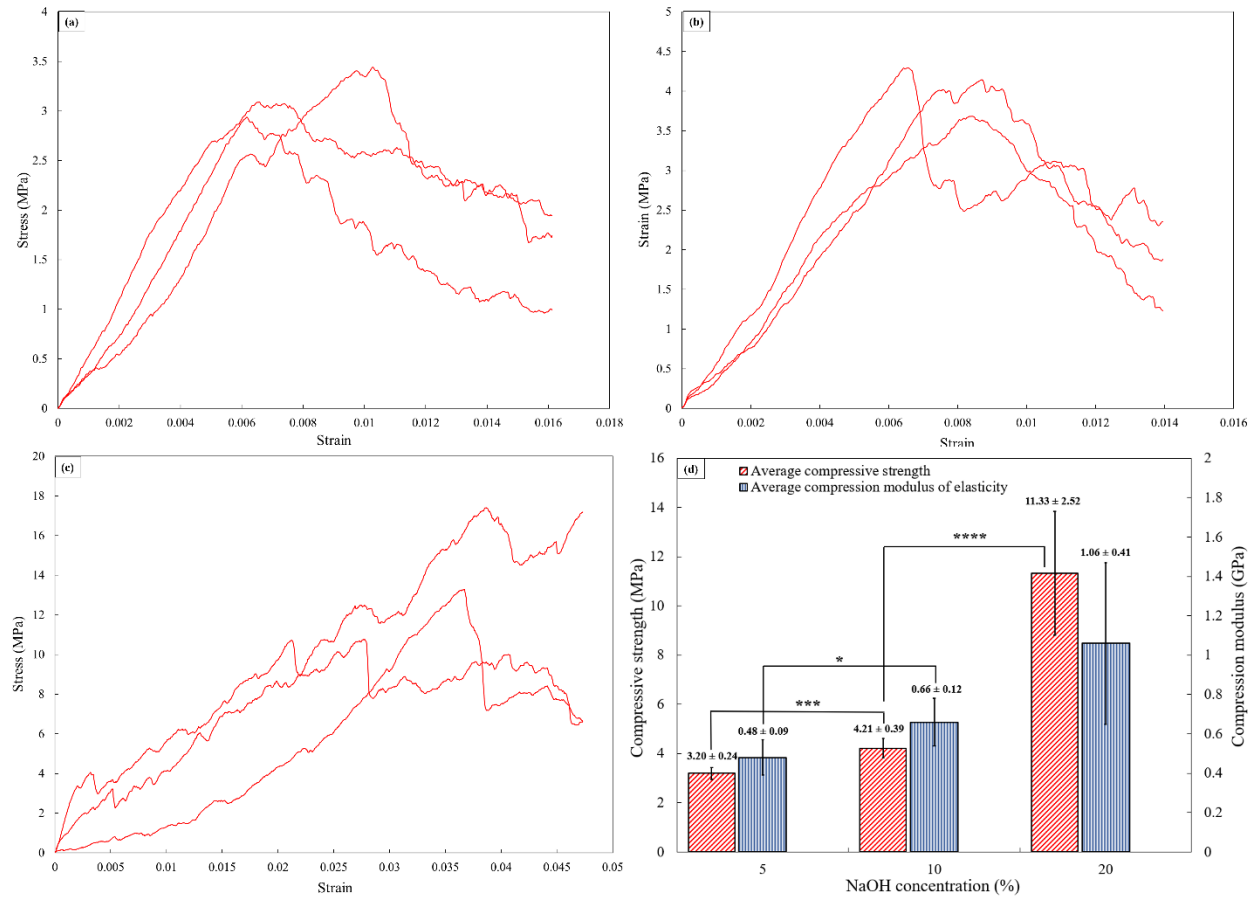 (a)
4
3.5
3
2.5
2
1.5
1
0.5
0
0 0.002 0.004 0.006 0.008 0.01 0.012 0.014 0.016 0.018
Stress (MPa)
Strain
(b)
5
4.5
4
3.5
3
2.5
2
1.5
1
0.5
0
0 0.002 0.004 0.006 0.008 0.01 0.012 0.014 0.016
Strain (MPa)
Strain
(c)
20
18
16
14
12
10
8
6
4
2
0
0 0.005 0.01 0.015 0.02 0.025 0.03 0.035 0.04 0.045 0.05
Stress (MPa)
Strain
(d)
Average compressive strength
Average compression modulus of elasticity
16
14
12
10
8
6
4
2
0
Compressive strength (MPa)
11.33 ± 2.52
1.06 ± 0.41
****
*
0.66 ± 0.12
***
4.21 ± 0.39
0.48 ± 0.09
3.20 ± 0.24
2
1.8
1.6
1.4
1.2
1
0.8
0.6
0.4
0.2
0
Compression modulus (GPa)
5 10 20
NaOH concentration (%)